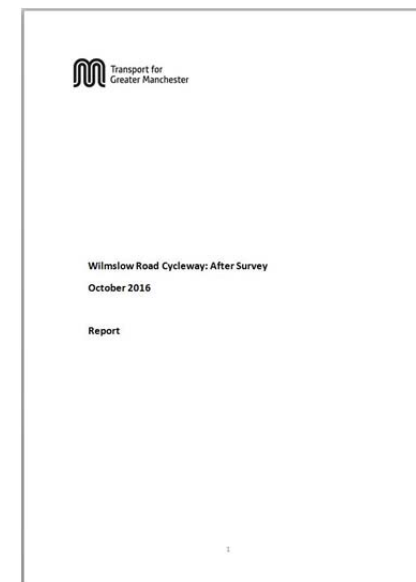 Transport for
Greater Manchester
Wilmslow Road Cycleway: After Survey
October 2016
Report
1